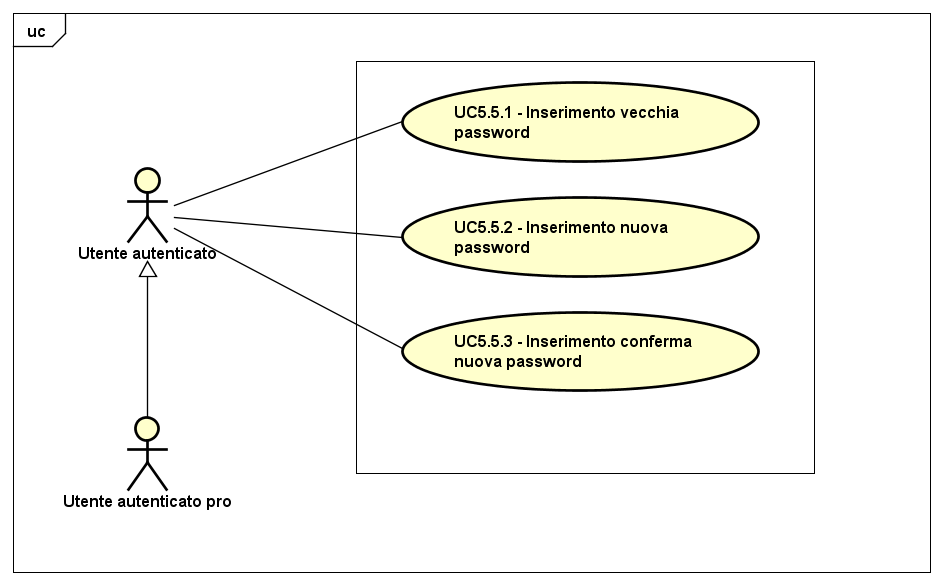 uc
UC5.5.1 - Inserimento vecchia
password
UC5.5.2 - Inserimento nuova
password
Utente autenticato
UC5.5.3 - Inserimento conferma
nuova password
Utente autenticato pro